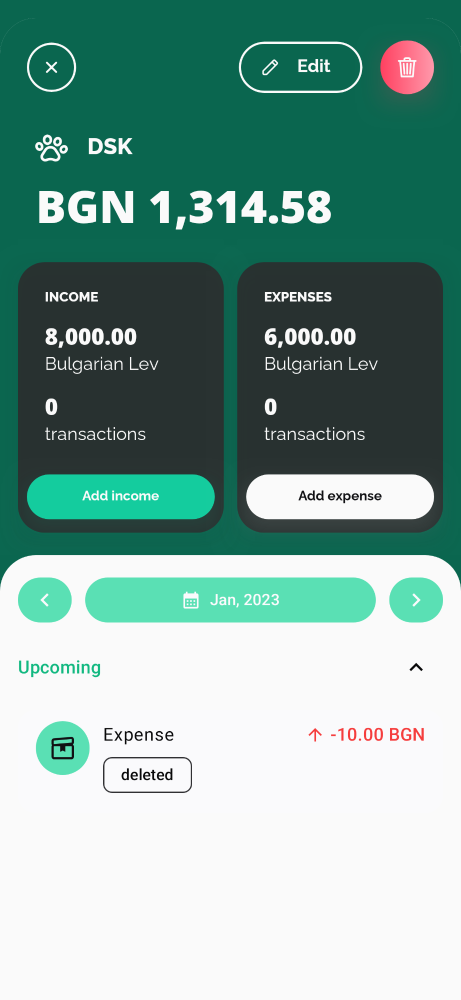 Edit
DSK
BGN 1,314.58
INCOME
8,000.00
Bulgarian Lev
0
transactions
Add income
EXPENSES
6,000.00
Bulgarian Lev
0
transactions
Add expense
Jan, 2023
Upcoming
Expense
-10.00 BGN
deleted